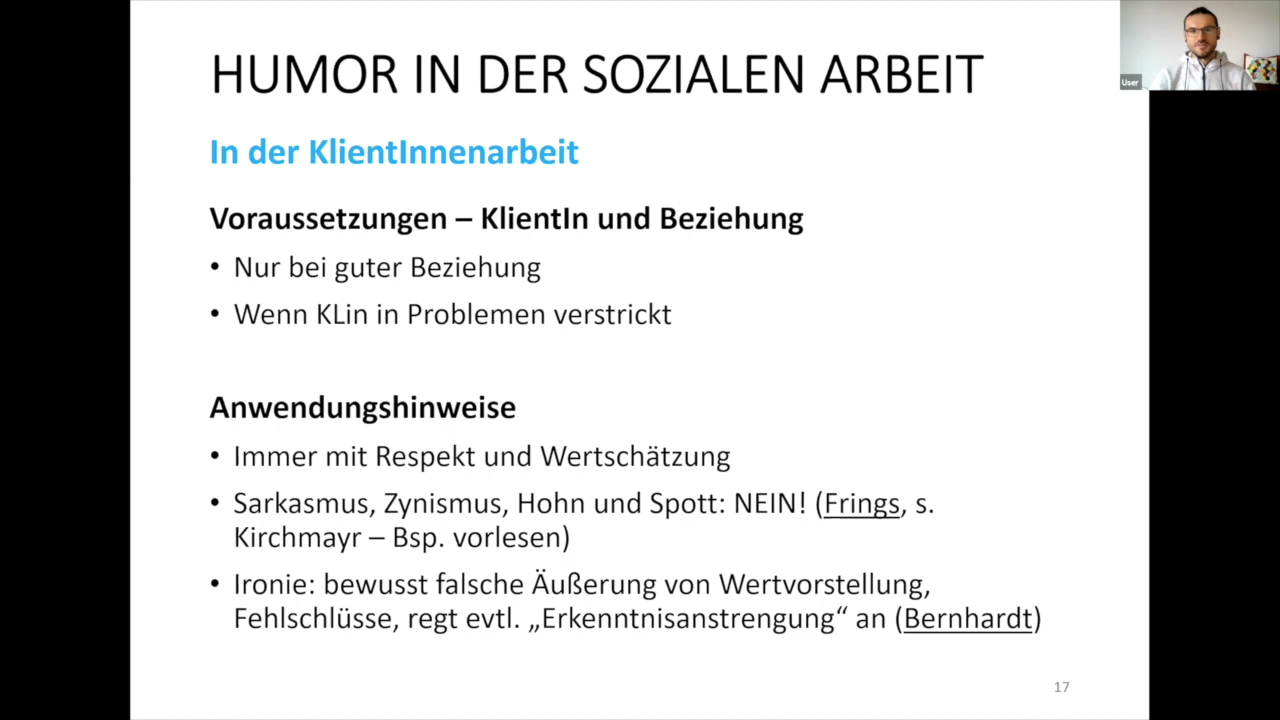 HUMOR IN DER SOZIALEN ARBEIT
User
In der KlientInnenarbeit
Voraussetzungen – KlientIn und Beziehung
• Nur bei guter Beziehung
• Wenn KLin in Problemen verstrickt
Anwendungshinweise
• Immer mit Respekt und Wertschätzung
• Sarkasmus, Zynismus, Hohn und Spott: NEIN! (Frings, s.
Kirchmayr – Bsp. vorlesen)
• Ironie: bewusst falsche Äußerung von Wertvorstellung,
Fehlschlüsse, regt evtl. „Erkenntnisanstrengung“ an (Bernhardt)
17